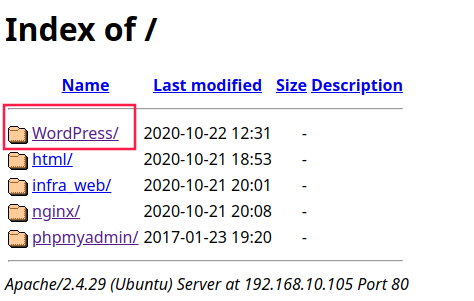 Index of /
Name Last modified Size Description
WordPress/ 2020-10-22 12:31 -
html/ 2020-10-21 18:53 -
infra_web/ 2020-10-21 20:01 -
nginx/ 2020-10-21 20:08 -
phpmyadmin/ 2017-01-23 19:20 -
Apache/2.4.29 (Ubuntu) Server at 192.168.10.105 Port 80